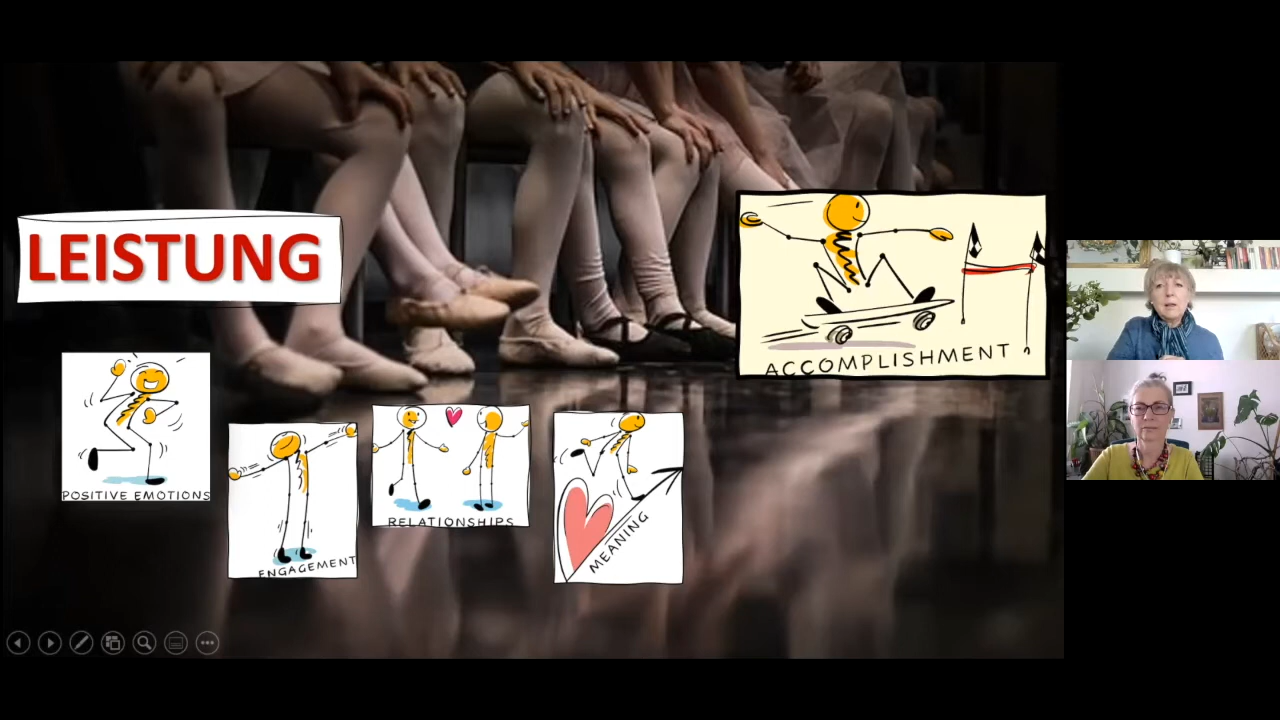 LEISTUNG
ACCOMPLISHMENT
POSITIVE EMOTIONS
ENGAGEMENT
RELATIONSHIPS
MEANING